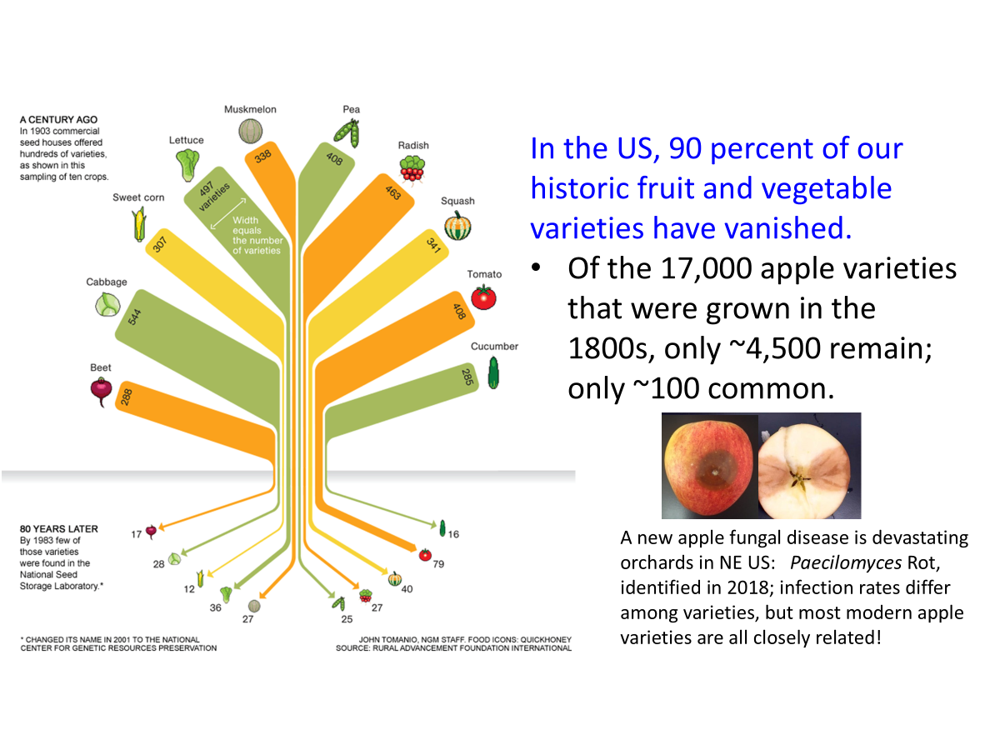 A CENTURY AGO
In 1903 commercial
seed houses offered
hundreds of varieties,
as shown in this
sampling of ten crops.
Muskmelon
338
Pea
408
Lettuce
497
varieties
Width
equals
the number
of varieties
Radish
463
Sweet corn
307
Squash
341
Cabbage
544
Tomato
408
Beet
288
Cucumber
285
80 YEARS LATER
By 1983 few of
those varieties
were found in the
National Seed
Storage Laboratory.*
17
28
12
36
27
25
27
40
79
16
* CHANGED ITS NAME IN 2001 TO THE NATIONAL
CENTER FOR GENETIC RESOURCES PRESERVATION
JOHN TOMANIO, NGM STAFF. FOOD ICONS: QUICKHONEY
SOURCE: RURAL ADVANCEMENT FOUNDATION INTERNATIONAL
In the US, 90 percent of our
historic fruit and vegetable
varieties have vanished.
• Of the 17,000 apple varieties
that were grown in the
1800s, only ~4,500 remain;
only ~100 common.
A new apple fungal disease is devastating
orchards in NE US: Paecilomyces Rot,
identified in 2018; infection rates differ
among varieties, but most modern apple
varieties are all closely related!